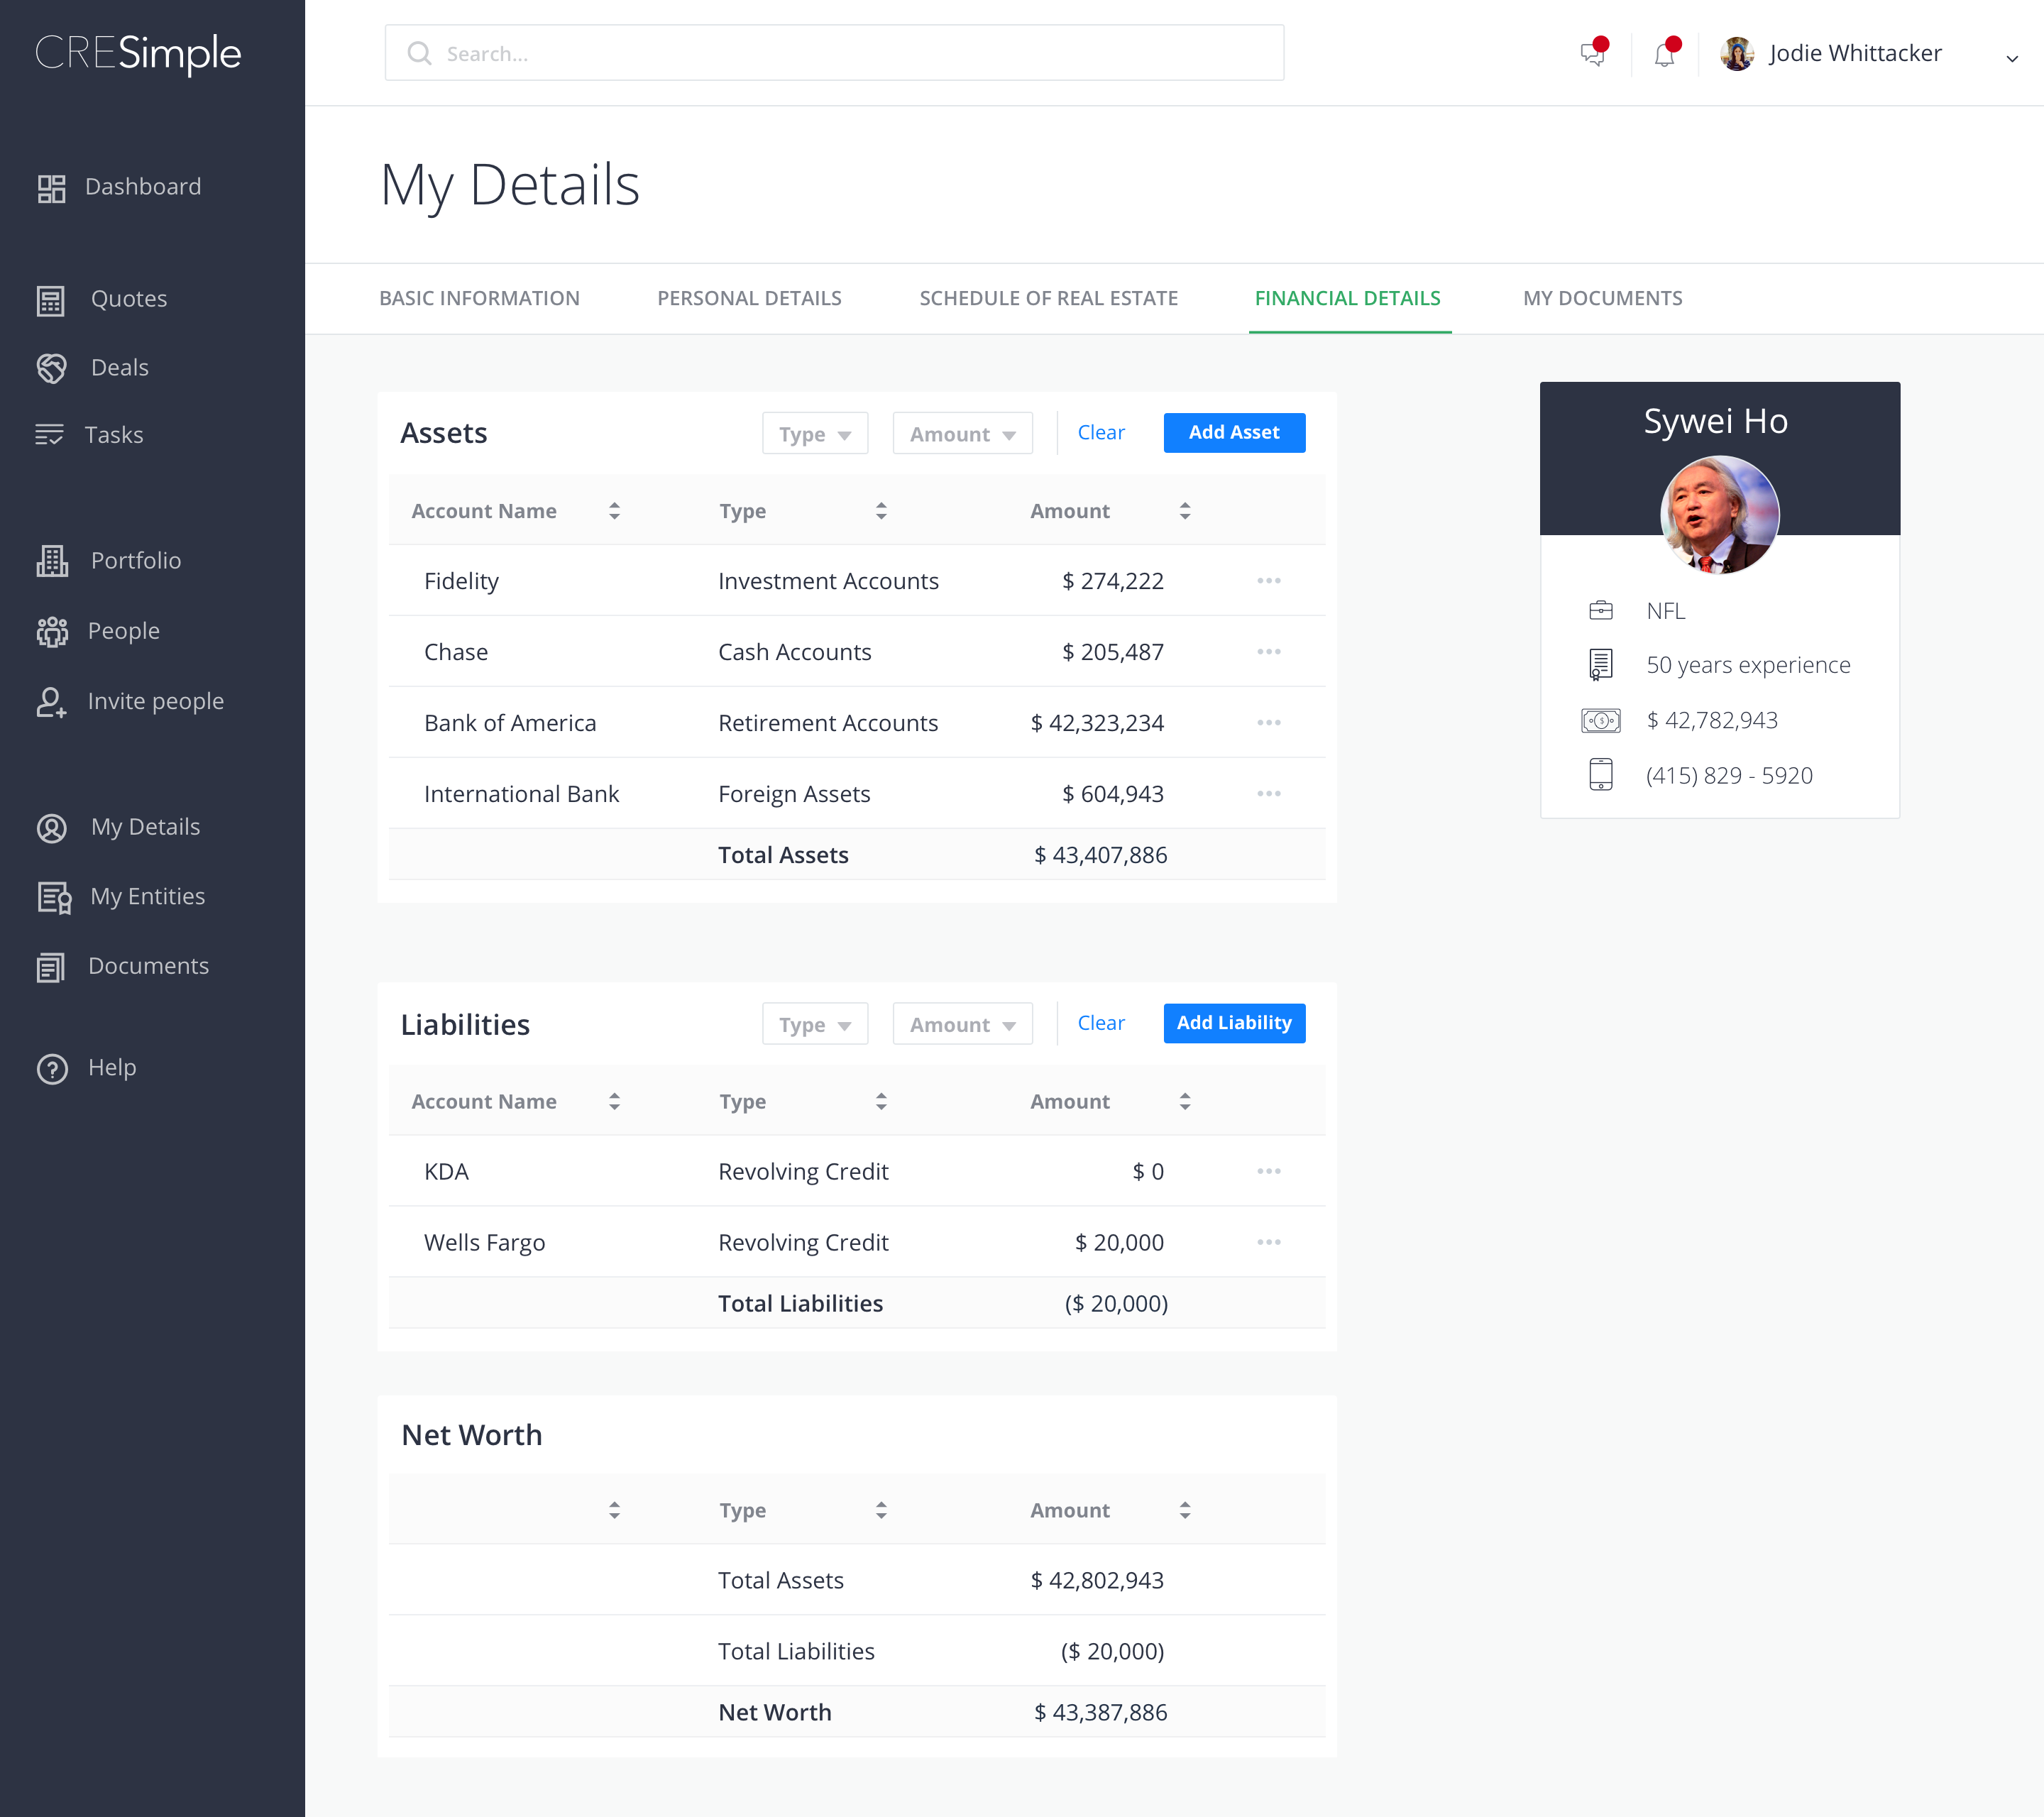 CRESimple
Search...
Jodie Whittacker
Dashboard
Quotes
Deals
Tasks
Portfolio
People
Invite people
My Details
My Entities
Documents
Help
My Details
BASIC INFORMATION PERSONAL DETAILS SCHEDULE OF REAL ESTATE FINANCIAL DETAILS MY DOCUMENTS
Assets Type Amount Clear Add Asset
Account Name Type Amount
Fidelity Investment Accounts $ 274,222
Chase Cash Accounts $ 205,487
Bank of America Retirement Accounts $ 42,323,234
International Bank Foreign Assets $ 604,943
Total Assets $ 43,407,886
Liabilities Type Amount Clear Add Liability
Account Name Type Amount
KDA Revolving Credit $ 0
Wells Fargo Revolving Credit $ 20,000
Total Liabilities ($ 20,000)
Net Worth
Type Amount
Total Assets $ 42,802,943
Total Liabilities ($ 20,000)
Net Worth $ 43,387,886
Sywei Ho
NFL
50 years experience
$ 42,782,943
(415) 829 - 5920